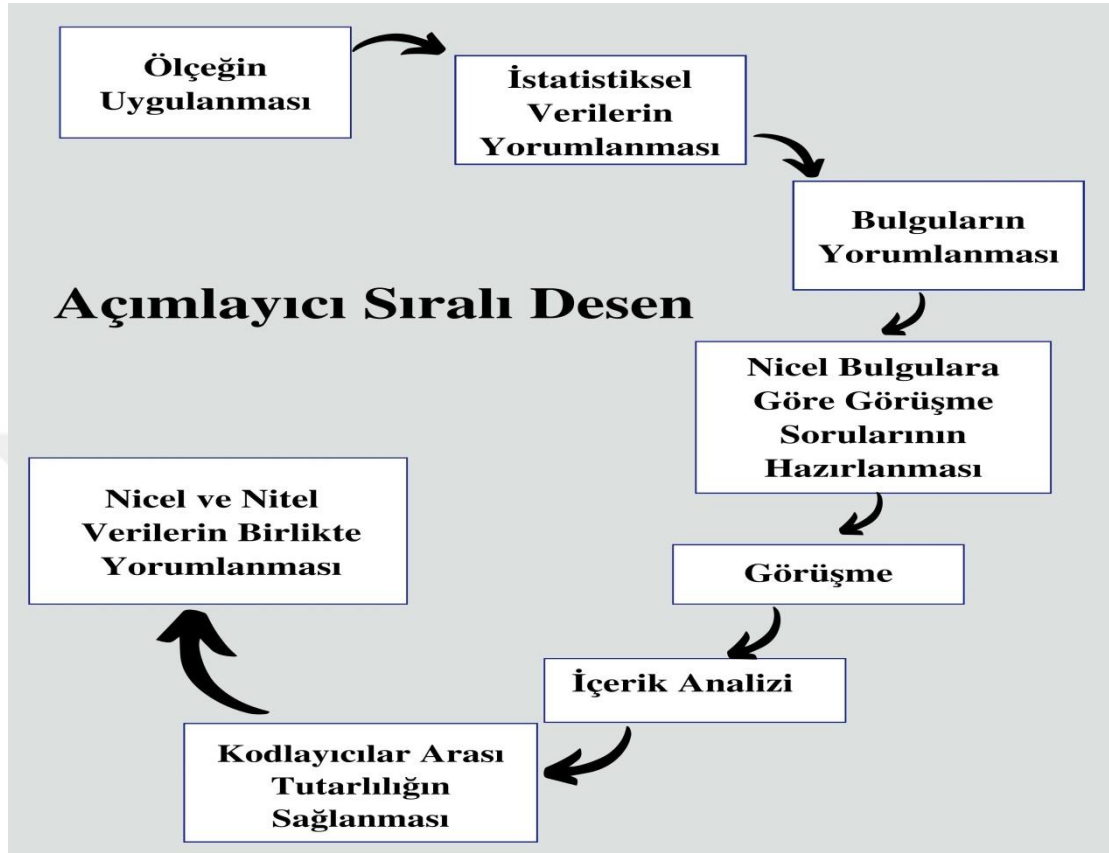 Ölçeğin
Uygulanması
İstatistiksel
Verilerin
Yorumlanması
Bulguların
Yorumlanması
Açımlayıcı Sıralı Desen
Nicel Bulgulara
Göre Görüşme
Sorularının
Hazırlanması
Nicel ve Nitel
Verilerin Birlikte
Yorumlanması
Görüşme
İçerik Analizi
Kodlayıcılar Arası
Tutarlılığın
Sağlanması